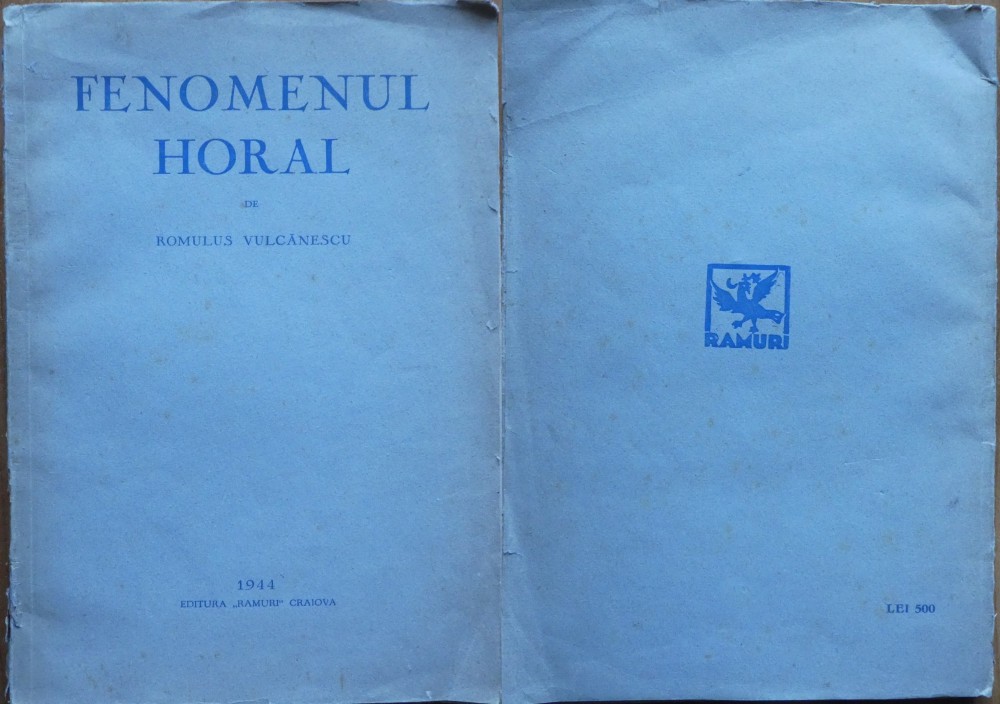 FENOMENUL
HORAL
DE
ROMULUS VULCĂNESCU
1944
EDITURA „RAMURI” CRAIOVA
RAMURI
LEI 500